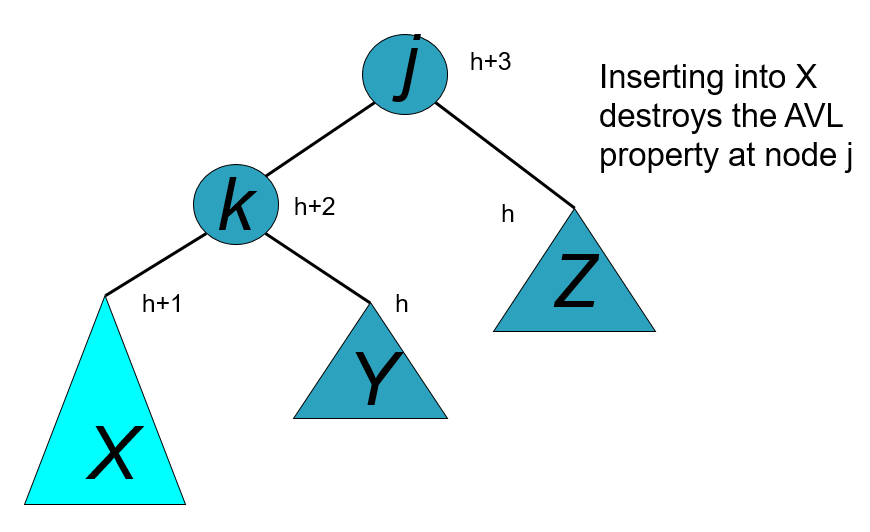 j
h+3
Inserting into X
destroys the AVL
property at node j
k
h+2
h
Z
h+1
h
Y
X